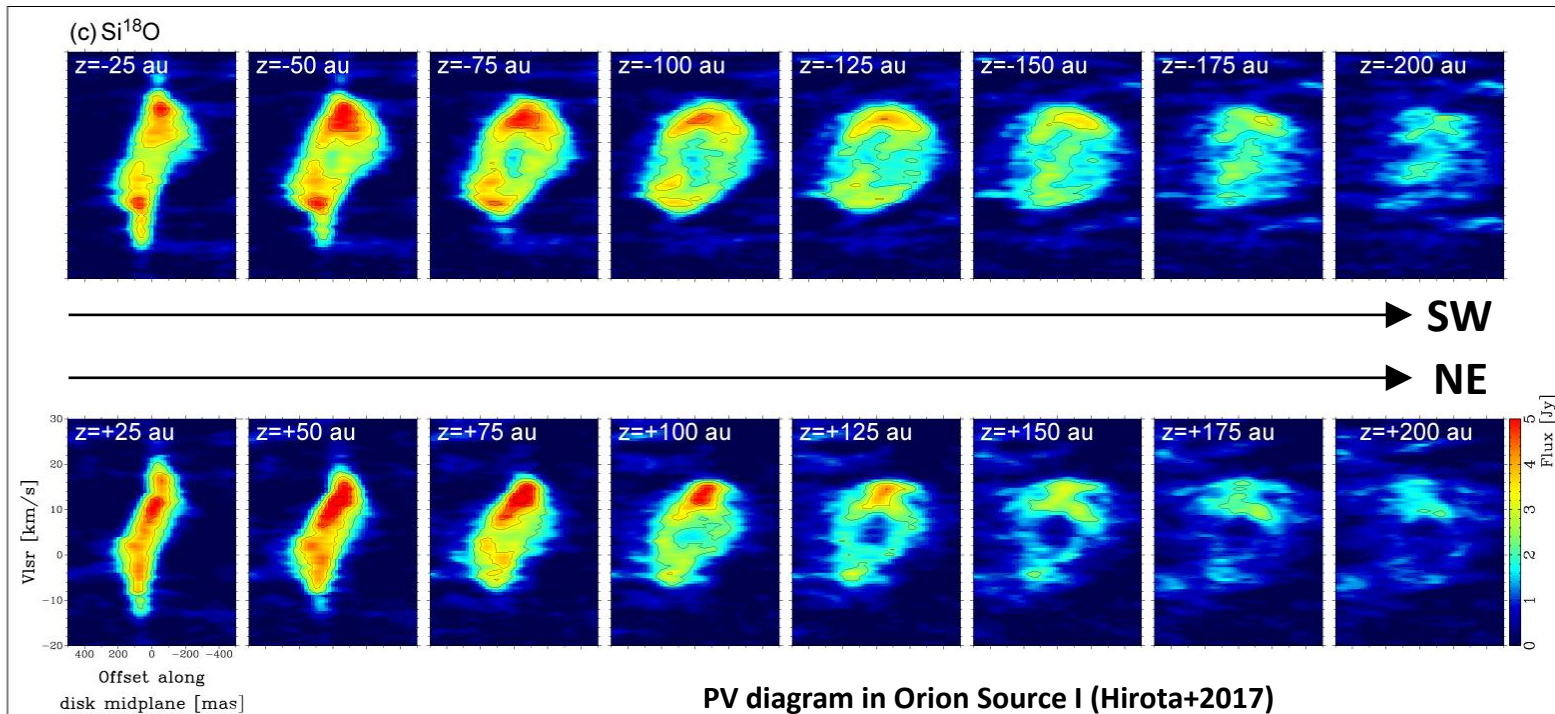 (c) Si¹⁸O
z=-25 au z=-50 au z=-75 au z=-100 au z=-125 au z=-150 au z=-175 au z=-200 au
SW
NE
z=+25 au z=+50 au z=+75 au z=+100 au z=+125 au z=+150 au z=+175 au z=+200 au
30
20
10
0
-10
-20
Vlsr [km/s]
400 200 0 -200 -400
Offset along
disk midplane [mas]
5
4
3
2
1
0
Flux [Jy]
PV diagram in Orion Source I (Hirota+2017)